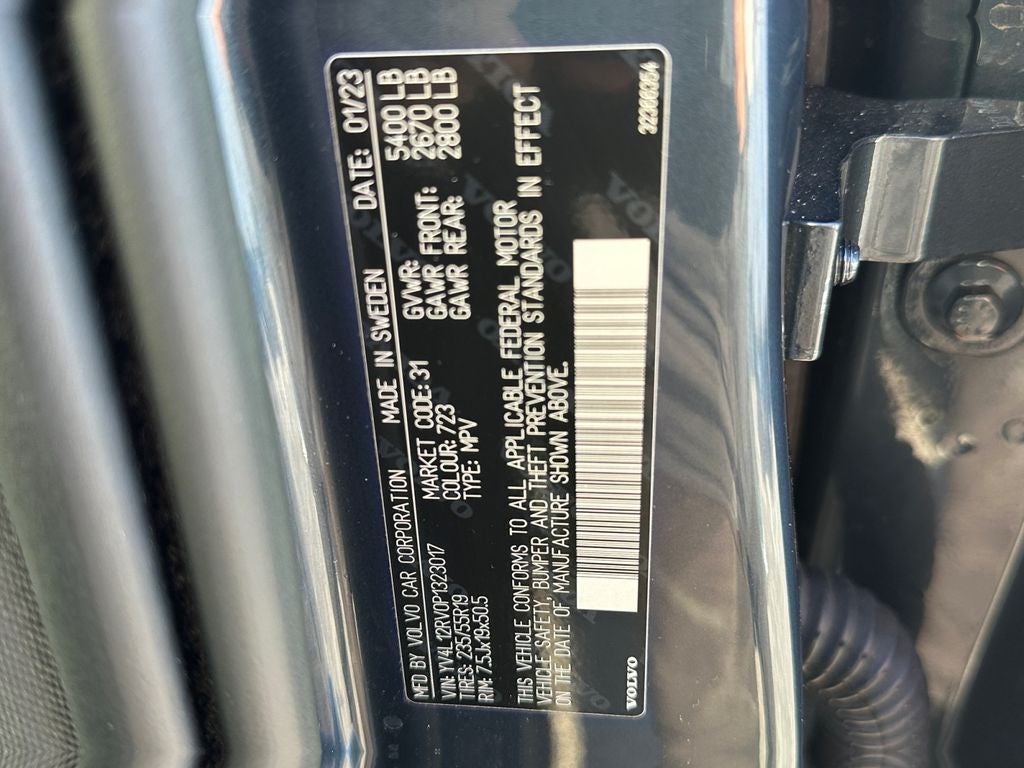 MFD BY VOLVO CAR CORPORATION MADE IN SWEDEN DATE: 01/23
VIN: YV4L12RV0P1323017 MARKET CODE: 31 GVWR: 5400 LB
TIRES: 235/55R19 COLOUR: 723 GAWR FRONT: 2670 LB
RIM: 7.5Jx19x50.5 TYPE: MPV GAWR REAR: 2800 LB
THIS VEHICLE CONFORMS TO ALL APPLICABLE FEDERAL MOTOR
VEHICLE SAFETY, BUMPER AND THEFT PREVENTION STANDARDS IN EFFECT
ON THE DATE OF MANUFACTURE SHOWN ABOVE.
VOLVO 32380364